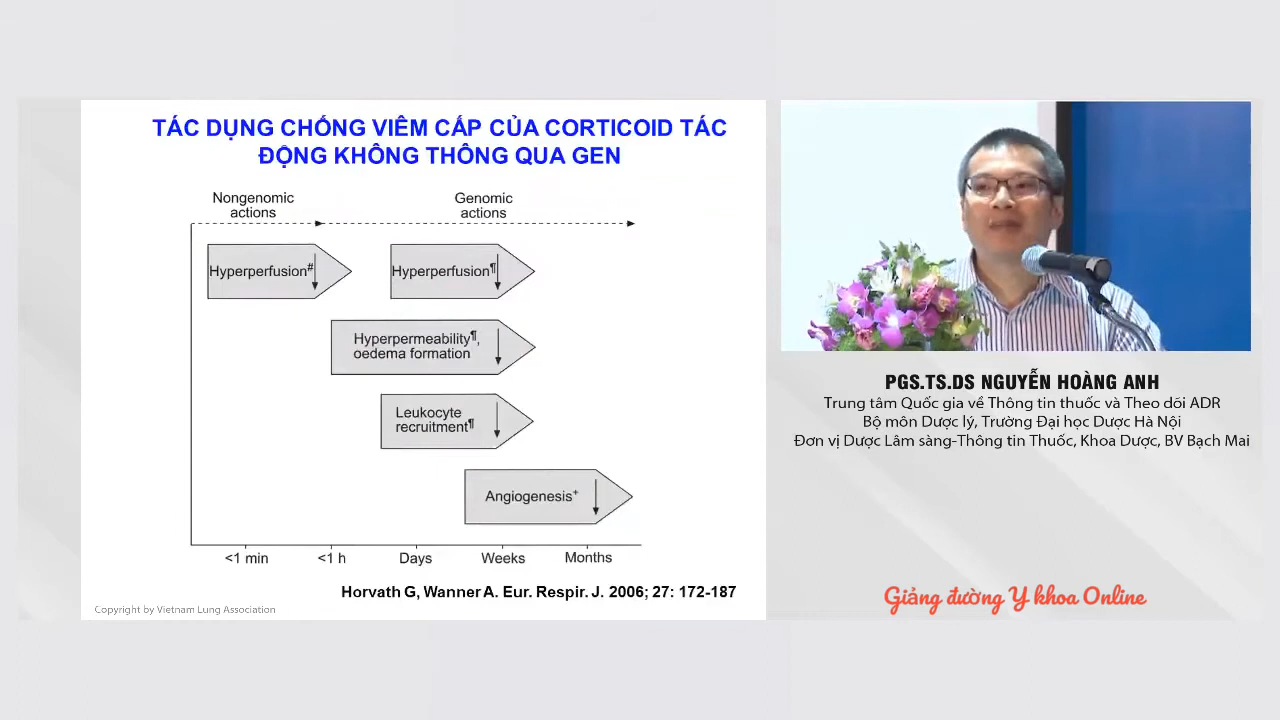 TÁC DỤNG CHỐNG VIÊM CẤP CỦA CORTICOID TÁC
ĐỘNG KHÔNG THÔNG QUA GEN
Nongenomic
actions
Genomic
actions
Hyperperfusion#
Hyperperfusion¶
Hyperpermeability¶,
oedema formation
Leukocyte
recruitment¶
Angiogenesis+
<1 min
<1 h
Days
Weeks
Months
Horvath G, Wanner A. Eur. Respir. J. 2006; 27: 172-187
Copyright by Vietnam Lung Association
PGS.TS.DS NGUYỄN HOÀNG ANH
Trung tâm Quốc gia về Thông tin thuốc và Theo dõi ADR
Bộ môn Dược lý, Trường Đại học Dược Hà Nội
Đơn vị Dược Lâm sàng-Thông tin Thuốc, Khoa Dược, BV Bạch Mai
Giảng đường Y khoa Online